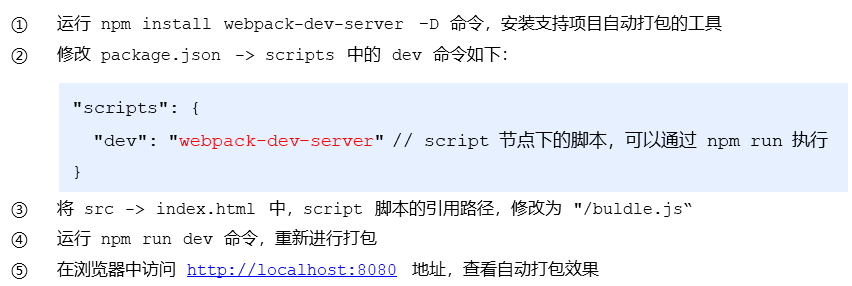 ① 运行 npm install webpack-dev-server –D 命令，安装支持项目自动打包的工具
② 修改 package.json -> scripts 中的 dev 命令如下：
"scripts": {
"dev": "webpack-dev-server" // script 节点下的脚本，可以通过 npm run 执行
}
③ 将 src -> index.html 中，script 脚本的引用路径，修改为 "/buldle.js“
④ 运行 npm run dev 命令，重新进行打包
⑤ 在浏览器中访问 http://localhost:8080 地址，查看自动打包效果